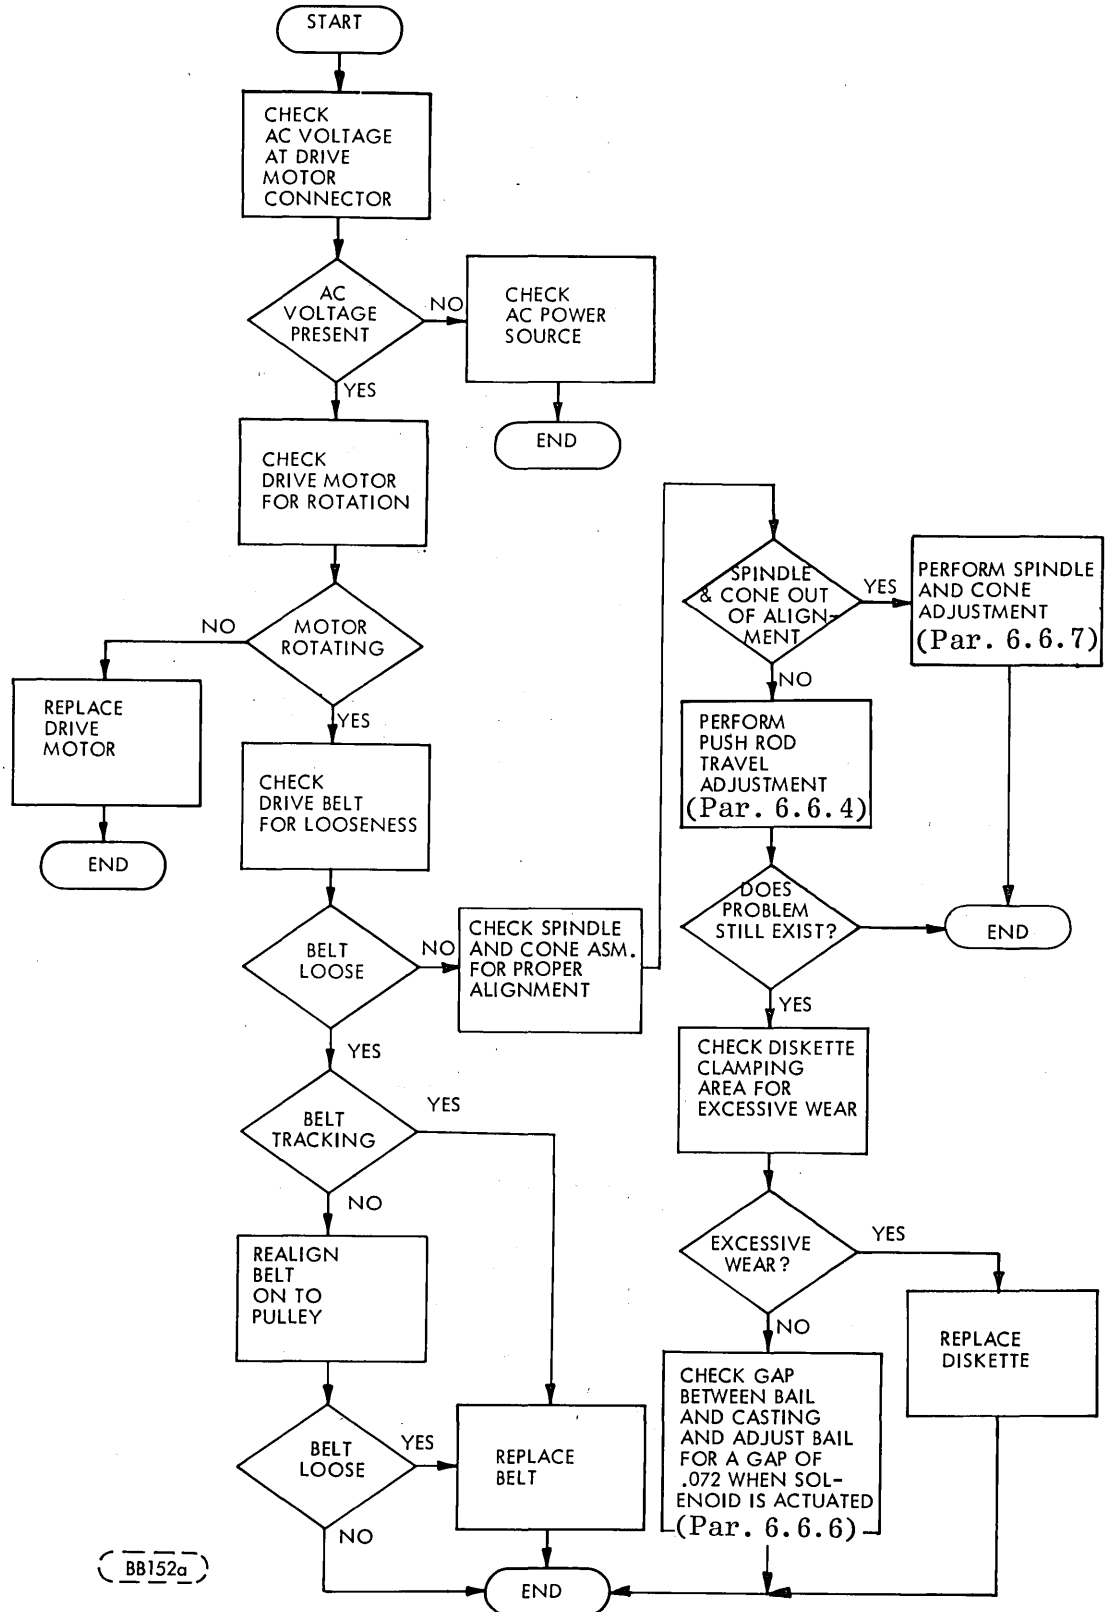 START
CHECK
AC VOLTAGE
AT DRIVE
MOTOR
CONNECTOR
AC
VOLTAGE
PRESENT
NO
CHECK
AC POWER
SOURCE
END
YES
CHECK
DRIVE MOTOR
FOR ROTATION
MOTOR
ROTATING
NO
REPLACE
DRIVE
MOTOR
END
YES
CHECK
DRIVE BELT
FOR LOOSENESS
BELT
LOOSE
NO
CHECK SPINDLE
AND CONE ASM.
FOR PROPER
ALIGNMENT
YES
BELT
TRACKING
YES
NO
REALIGN
BELT
ON TO
PULLEY
BELT
LOOSE
YES
REPLACE
BELT
NO
END
SPINDLE
& CONE OUT
OF ALIGN-
MENT
YES
PERFORM SPINDLE
AND CONE
ADJUSTMENT
(Par. 6.6.7)
NO
PERFORM
PUSH ROD
TRAVEL
ADJUSTMENT
(Par. 6.6.4)
DOES
PROBLEM
STILL EXIST?
END
YES
CHECK DISKETTE
CLAMPING
AREA FOR
EXCESSIVE WEAR
EXCESSIVE
WEAR?
YES
REPLACE
DISKETTE
NO
CHECK GAP
BETWEEN BAIL
AND CASTING
AND ADJUST BAIL
FOR A GAP OF
.072 WHEN SOL-
ENOID IS ACTUATED
(Par. 6.6.6)
BB152a